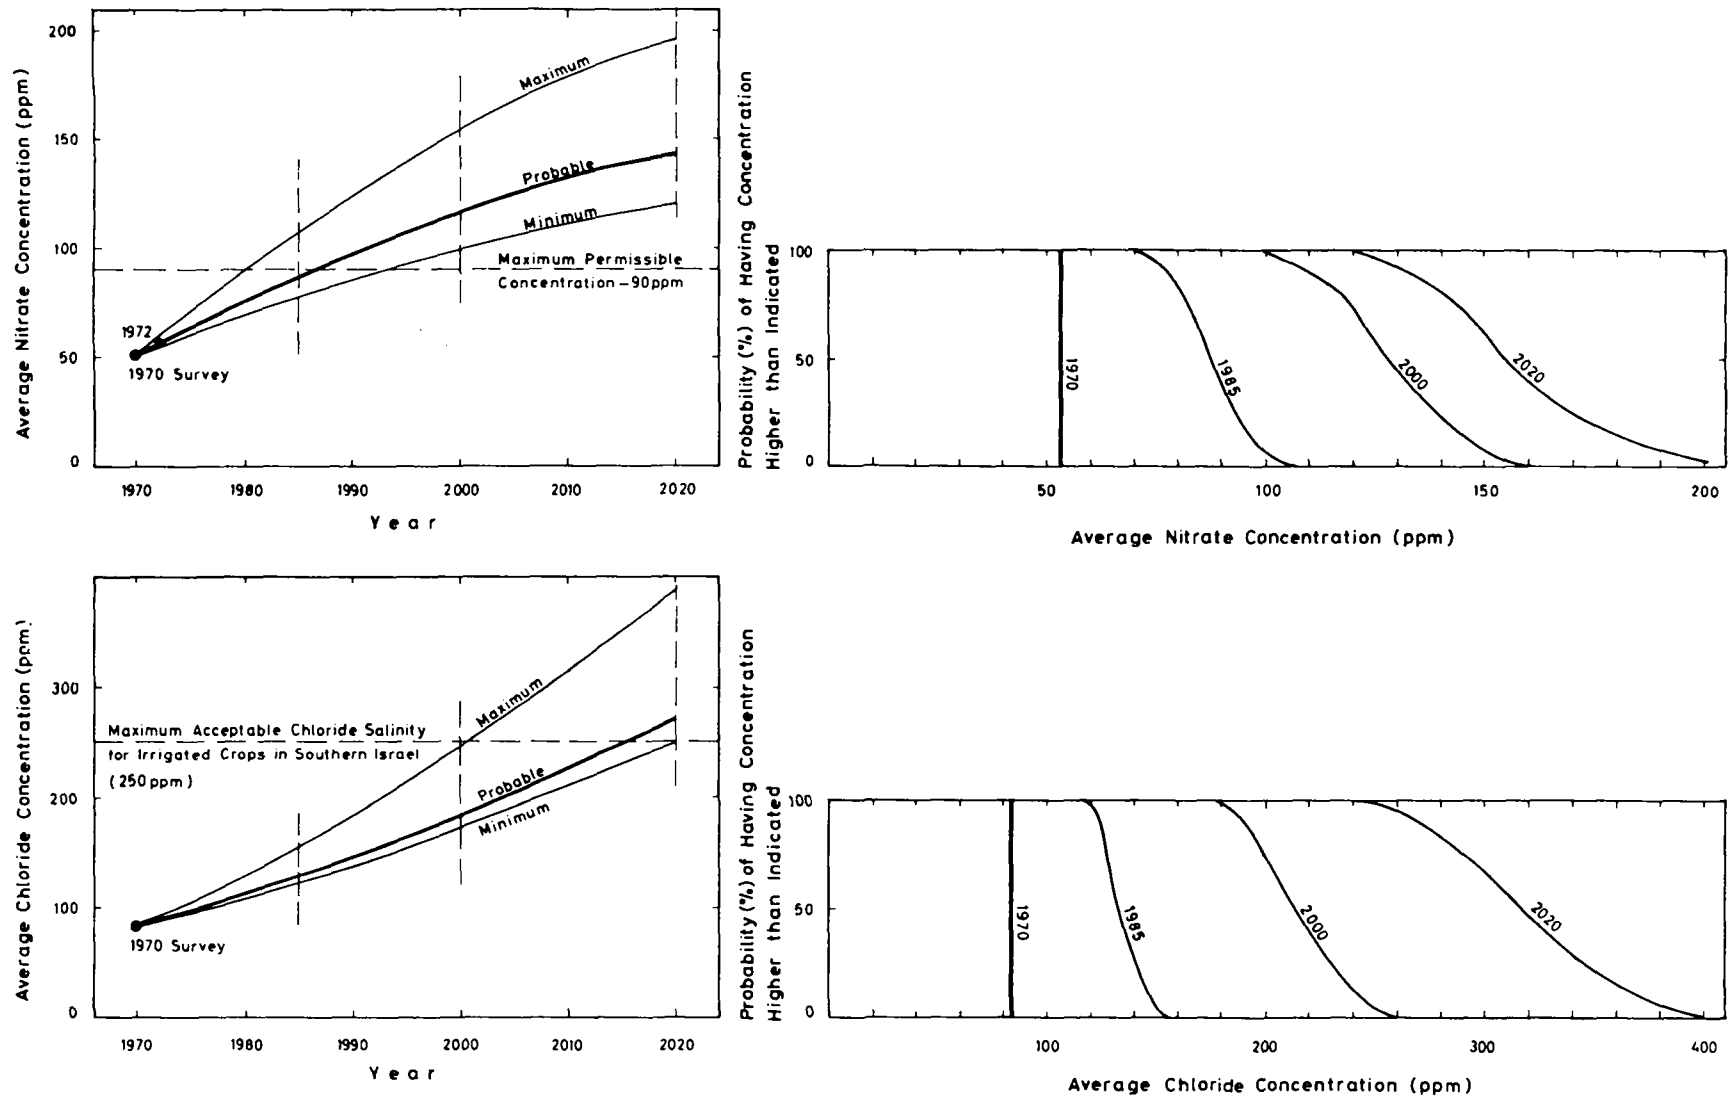 Average Nitrate Concentration (ppm)
200
150
100
50
0
Maximum
Probable
Minimum
Maximum Permissible
Concentration – 90ppm
1972
1970 Survey
1970 1980 1990 2000 2010 2020
Year
Probability (%) of Having Concentration
Higher than Indicated
100
50
0
1970
1985
2000
2020
50 100 150 200
Average Nitrate Concentration (ppm)
Average Chloride Concentration (ppm)
300
200
100
0
Maximum Acceptable Chloride Salinity
for Irrigated Crops in Southern Israel
(250 ppm)
Maximum
Probable
Minimum
1970 Survey
1970 1980 1990 2000 2010 2020
Year
Probability (%) of Having Concentration
Higher than Indicated
100
50
0
1970
1985
2000
2020
100 200 300 400
Average Chloride Concentration (ppm)